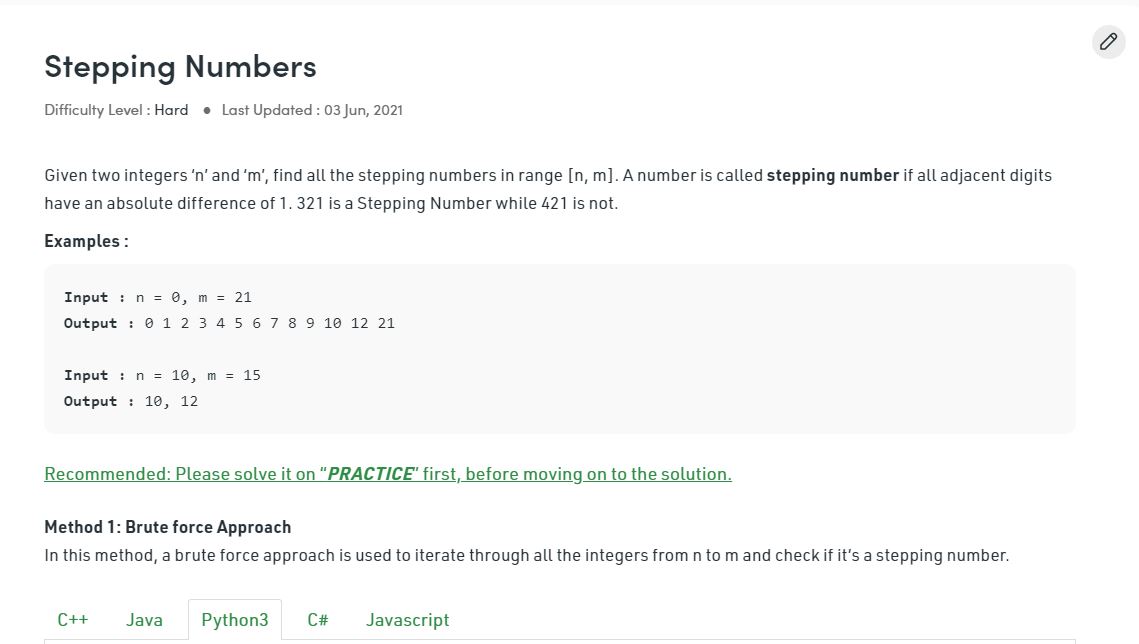 Stepping Numbers
Difficulty Level : Hard ● Last Updated : 03 Jun, 2021
Given two integers ‘n’ and ‘m’, find all the stepping numbers in range [n, m]. A number is called stepping number if all adjacent digits
have an absolute difference of 1. 321 is a Stepping Number while 421 is not.
Examples :
Input : n = 0, m = 21
Output : 0 1 2 3 4 5 6 7 8 9 10 12 21
Input : n = 10, m = 15
Output : 10, 12
Recommended: Please solve it on “PRACTICE” first, before moving on to the solution.
Method 1: Brute force Approach
In this method, a brute force approach is used to iterate through all the integers from n to m and check if it’s a stepping number.
C++ Java Python3 C# Javascript